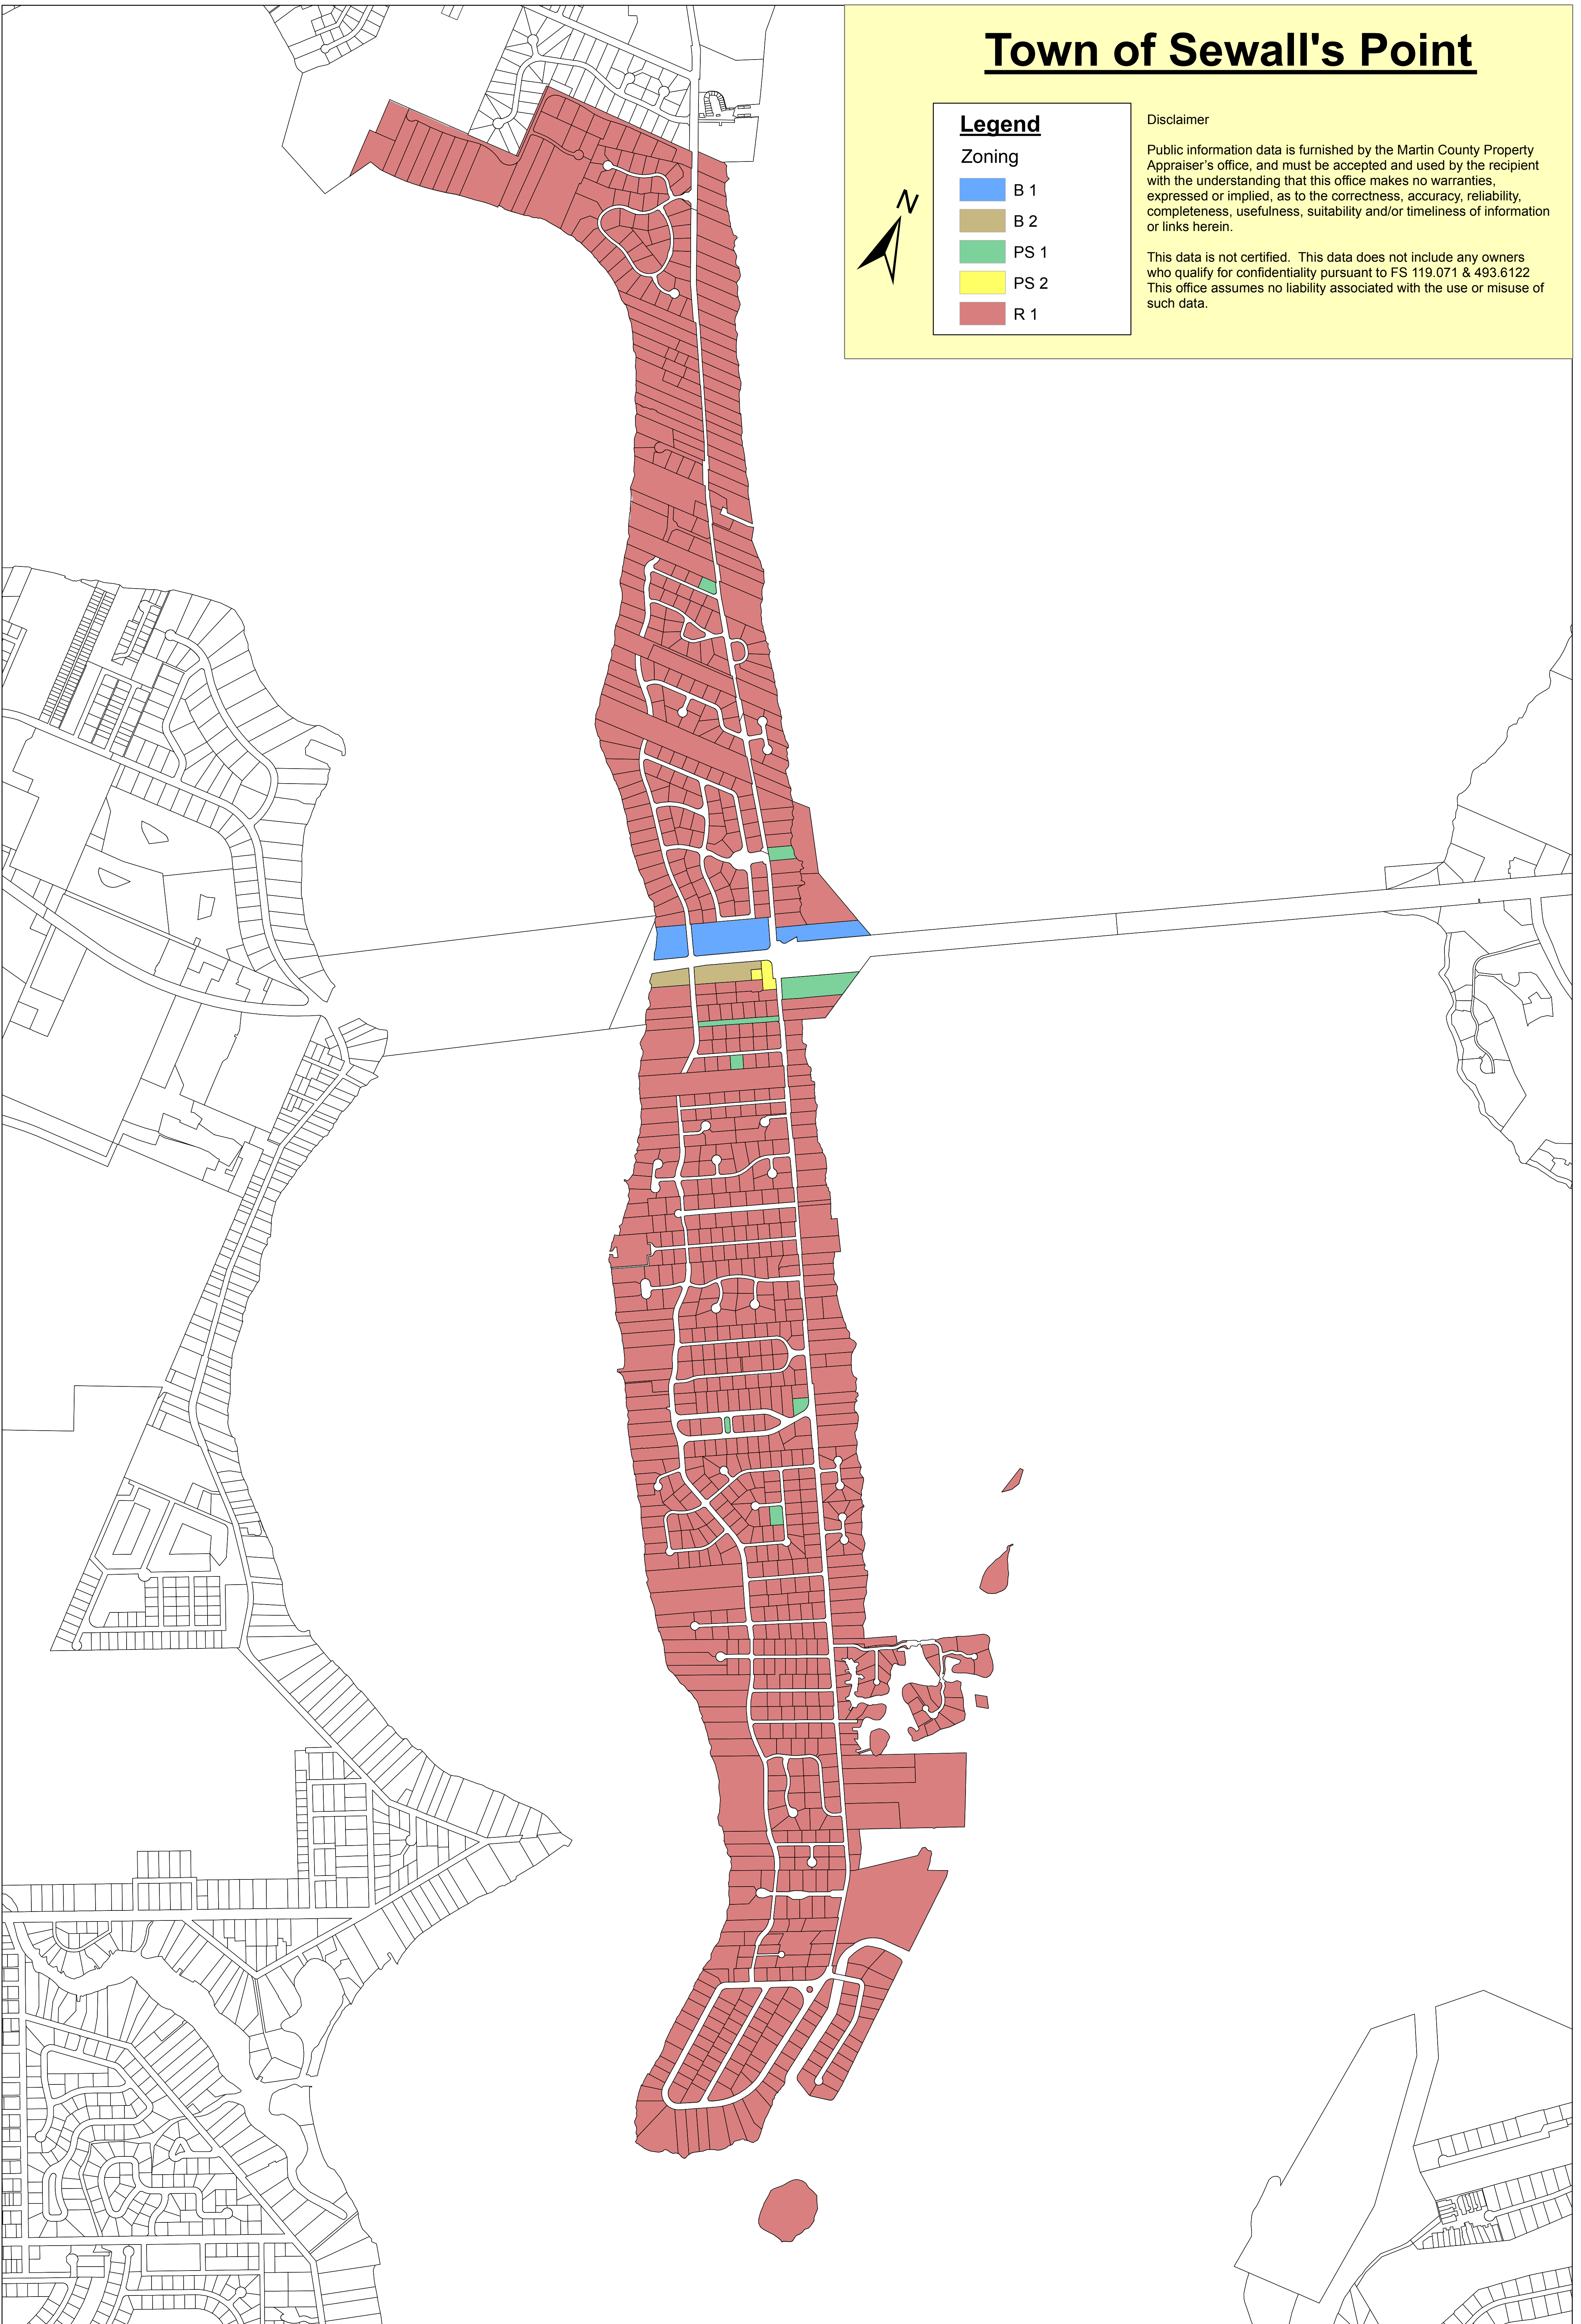 Town of Sewall's Point
Legend
Zoning
B 1
B 2
PS 1
PS 2
R 1
N
Disclaimer
Public information data is furnished by the Martin County Property
Appraiser's office, and must be accepted and used by the recipient
with the understanding that this office makes no warranties,
expressed or implied, as to the correctness, accuracy, reliability,
completeness, usefulness, suitability and/or timeliness of information
or links herein.
This data is not certified.  This data does not include any owners
who qualify for confidentiality pursuant to FS 119.071 & 493.6122
This office assumes no liability associated with the use or misuse of
such data.